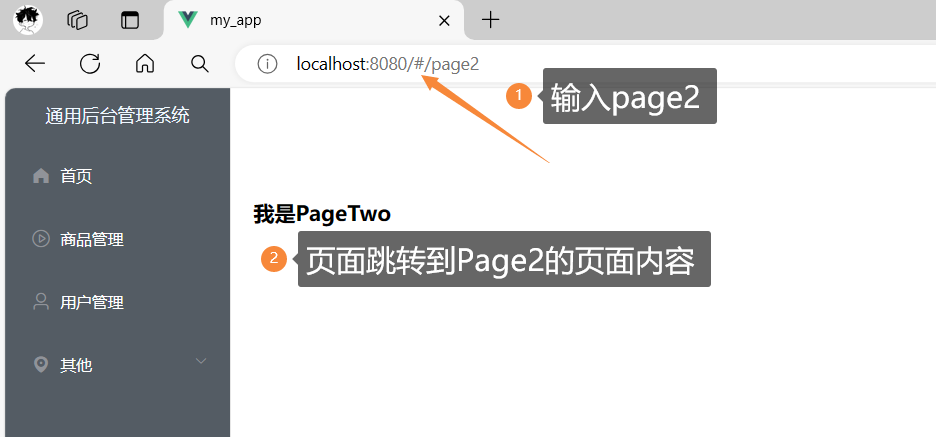 my_app
localhost:8080/#/page2
1 输入page2
通用后台管理系统
首页
商品管理
用户管理
其他
我是PageTwo
2 页面跳转到Page2的页面内容